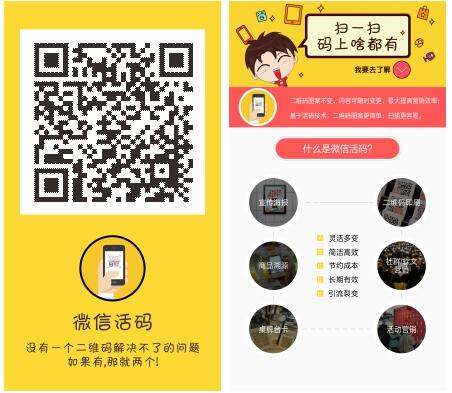 微信活码
没有一个二维码解决不了的问题
如果有,那就两个!
扫一扫
码上啥都有
我要去了解
二维码图案不变，内容可随时变更，极大提高营销效率；
基于活码技术，二维码图案更简单，扫描更容易。
什么是微信活码?
宣传海报
二维码印刷
灵活多变
简洁高效
节约成本
长期有效
引流裂变
商品溯源
社群/软文
桌牌台卡
活动营销